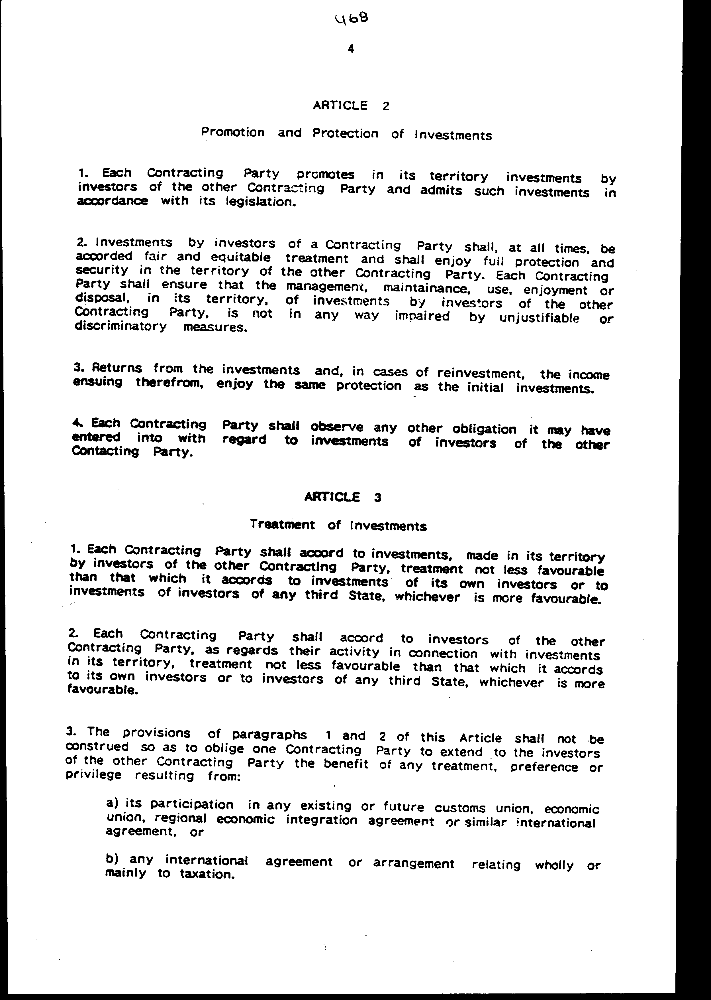 468
4
ARTICLE 2
Promotion and Protection of Investments
1. Each Contracting Party promotes in its territory investments by
investors of the other Contracting Party and admits such investments in
accordance with its legislation.
2. Investments by investors of a Contracting Party shall, at all times, be
accorded fair and equitable treatment and shall enjoy full protection and
security in the territory of the other Contracting Party. Each Contracting
Party shall ensure that the management, maintainance, use, enjoyment or
disposal, in its territory, of investments by investors of the other
Contracting Party, is not in any way impaired by unjustifiable or
discriminatory measures.
3. Returns from the investments and, in cases of reinvestment, the income
ensuing therefrom, enjoy the same protection as the initial investments.
4. Each Contracting Party shall observe any other obligation it may have
entered into with regard to investments of investors of the other
Contacting Party.
ARTICLE 3
Treatment of Investments
1. Each Contracting Party shall accord to investments, made in its territory
by investors of the other Contracting Party, treatment not less favourable
than that which it accords to investments of its own investors or to
investments of investors of any third State, whichever is more favourable.
2. Each Contracting Party shall accord to investors of the other
Contracting Party, as regards their activity in connection with investments
in its territory, treatment not less favourable than that which it accords
to its own investors or to investors of any third State, whichever is more
favourable.
3. The provisions of paragraphs 1 and 2 of this Article shall not be
construed so as to oblige one Contracting Party to extend to the investors
of the other Contracting Party the benefit of any treatment, preference or
privilege resulting from:
a) its participation in any existing or future customs union, economic
union, regional economic integration agreement or similar international
agreement, or
b) any international agreement or arrangement relating wholly or
mainly to taxation.